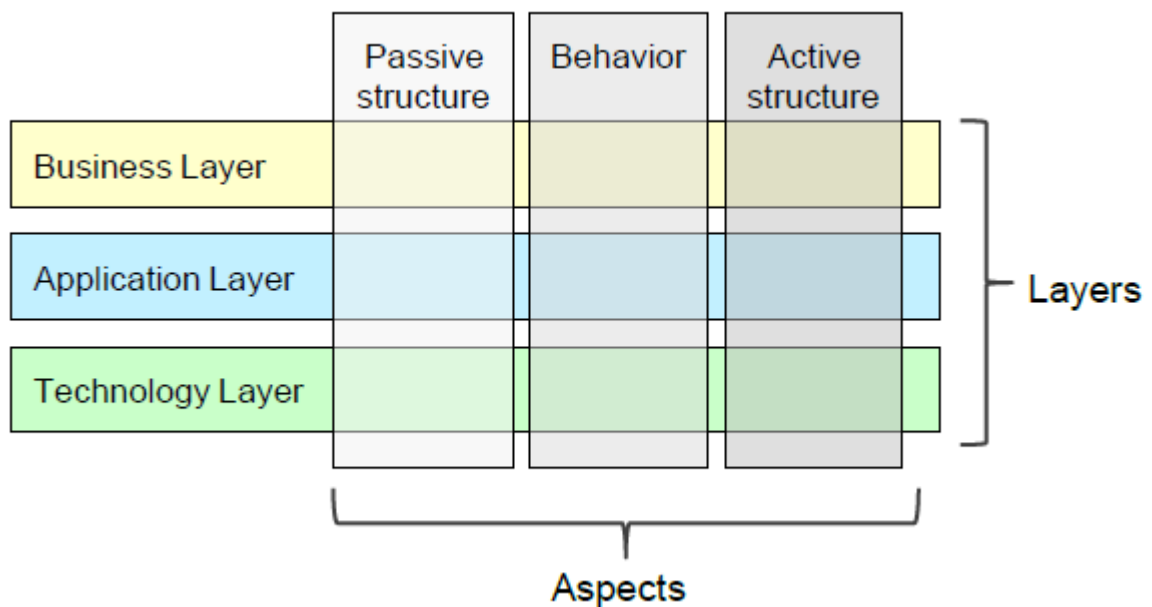 Passive
structure
Behavior
Active
structure
Business Layer
Application Layer
Layers
Technology Layer
Aspects